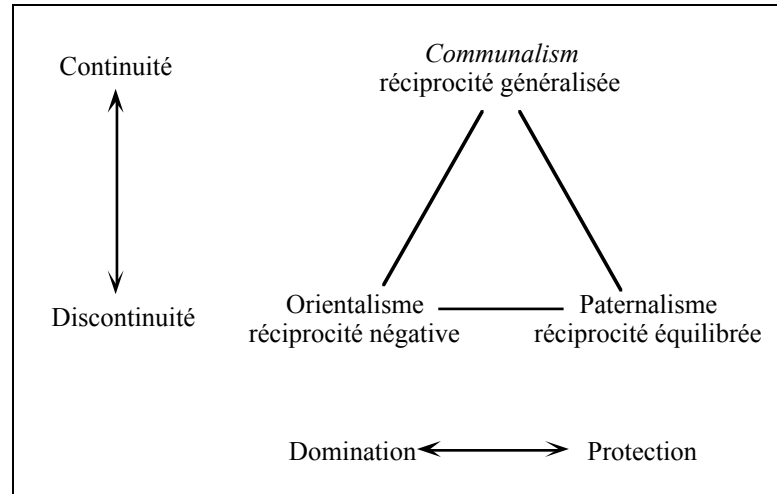 Communalism
Continuité
réciprocité généralisée
Orientalisme
Paternalisme
Discontinuité
réciprocité négative
réciprocité équilibrée
Domination
Protection